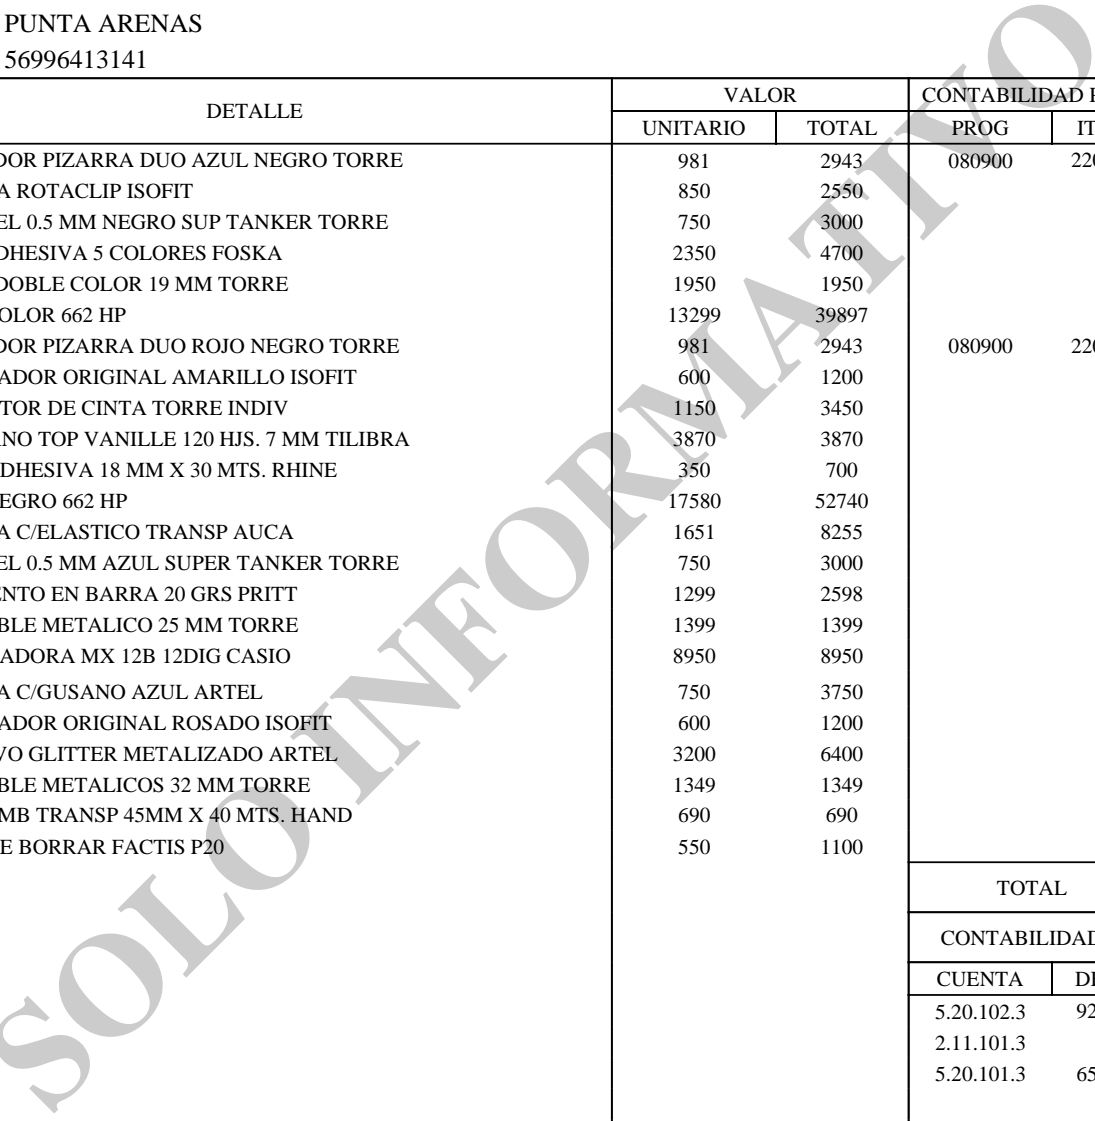 PUNTA ARENAS
56996413141
DETALLE VALOR CONTABILIDAD
UNITARIO TOTAL PROG IT
DOR PIZARRA DUO AZUL NEGRO TORRE 981 2943 080900 220
A ROTACLIP ISOFIT 850 2550
EL 0.5 MM NEGRO SUP TANKER TORRE 750 3000
DHESIVA 5 COLORES FOSKA 2350 4700
DOBLE COLOR 19 MM TORRE 1950 1950
OLOR 662 HP 13299 39897
DOR PIZARRA DUO ROJO NEGRO TORRE 981 2943 080900 220
ADOR ORIGINAL AMARILLO ISOFIT 600 1200
TOR DE CINTA TORRE INDIV 1150 3450
NO TOP VANILLE 120 HJS. 7 MM TILIBRA 3870 3870
DHESIVA 18 MM X 30 MTS. RHINE 350 700
EGRO 662 HP 17580 52740
A C/ELASTICO TRANSP AUCA 1651 8255
EL 0.5 MM AZUL SUPER TANKER TORRE 750 3000
ENTO EN BARRA 20 GRS PRITT 1299 2598
BLE METALICO 25 MM TORRE 1399 1399
ADORA MX 12B 12DIG CASIO 8950 8950
A C/GUSANO AZUL ARTEL 750 3750
ADOR ORIGINAL ROSADO ISOFIT 600 1200
VO GLITTER METALIZADO ARTEL 3200 6400
BLE METALICOS 32 MM TORRE 1349 1349
MB TRANSP 45MM X 40 MTS. HAND 690 690
E BORRAR FACTIS P20 550 1100
TOTAL
CONTABILIDAD
CUENTA DE
5.20.102.3 92
2.11.101.3
5.20.101.3 65
SOLO INFORMATIVO